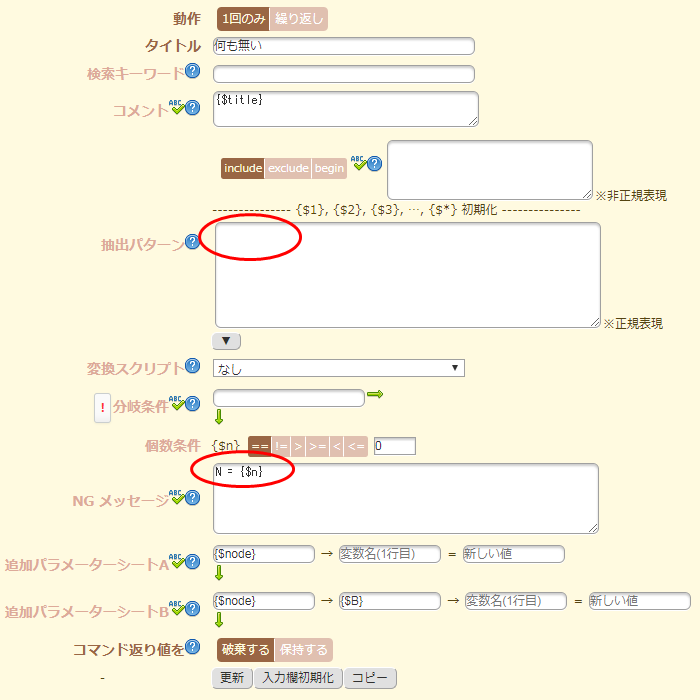 動作 1回のみ 繰り返し
タイトル 何も無い
検索キーワード
コメント {$title}
include exclude begin ※非正規表現
--------------- {$1}, {$2}, {$3}, …, {$*} 初期化 ---------------
抽出パターン ※正規表現
▼
変換スクリプト なし ▼
! 分岐条件
個数条件 {$n} == != > >= < <= 0
NG メッセージ N = {$n}
追加パラメーターシートA {$node} → 変数名(1行目) = 新しい値
追加パラメーターシートB {$node} → {$B} → 変数名(1行目) = 新しい値
コマンド返り値を 破棄する 保持する
- 更新 入力欄初期化 コピー